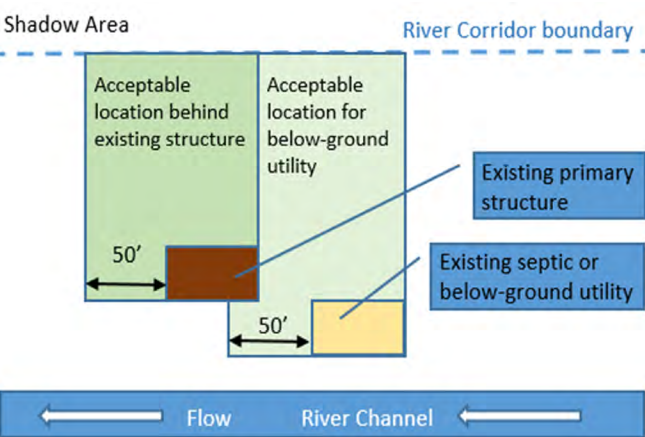 Shadow Area
River Corridor boundary
Acceptable
location behind
existing structure
Acceptable
location for
below-ground
utility
Existing primary
structure
50’
Existing septic or
below-ground utility
50’
Flow
River Channel